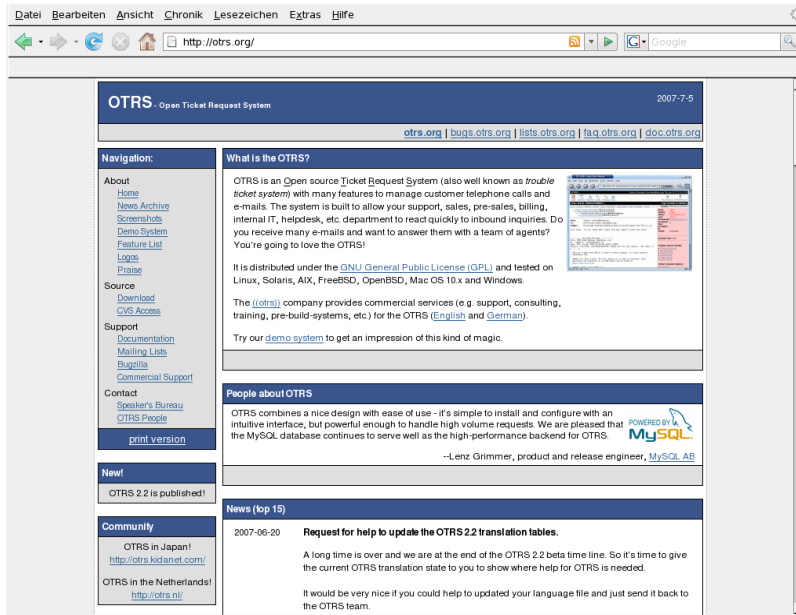 Datei Bearbeiten Ansicht Chronik Lesezeichen Extras Hilfe
http://otrs.org/
Google
OTRS - Open Ticket Request System
2007-7-5
otrs.org | bugs.otrs.org | lists.otrs.org | faq.otrs.org | doc.otrs.org
Navigation:
About
Home
News Archive
Screenshots
Demo System
Feature List
Logos
Praise
Source
Download
CVS Access
Support
Documentation
Mailing Lists
Bugzilla
Commercial Support
Contact
Speaker's Bureau
OTRS People
print version
New!
OTRS 2.2 is published!
Community
OTRS in Japan!
http://otrs.kidanet.com/
OTRS in the Netherlands!
http://otrs.nl/
What is the OTRS?
OTRS is an Open source Ticket Request System (also well known as trouble
ticket system) with many features to manage customer telephone calls and
e-mails. The system is built to allow your support, sales, pre-sales, billing,
internal IT, helpdesk, etc. department to react quickly to inbound inquiries. Do
you receive many e-mails and want to answer them with a team of agents?
You're going to love the OTRS!
It is distributed under the GNU General Public License (GPL) and tested on
Linux, Solaris, AIX, FreeBSD, OpenBSD, Mac OS 10.x and Windows.
The ((otrs)) company provides commercial services (e.g. support, consulting,
training, pre-build-systems, etc.) for the OTRS (English and German).
Try our demo system to get an impression of this kind of magic.
People about OTRS
OTRS combines a nice design with ease of use - it's simple to install and configure with an
intuitive interface, but powerful enough to handle high volume requests. We are pleased that
the MySQL database continues to serve well as the high-performance backend for OTRS.
POWERED BY
MySQL
--Lenz Grimmer, product and release engineer, MySQL AB
News (top 15)
2007-06-20 Request for help to update the OTRS 2.2 translation tables.
A long time is over and we are at the end of the OTRS 2.2 beta time line. So it's time to give
the current OTRS translation state to you to show where help for OTRS is needed.
It would be very nice if you could help to updated your language file and just send it back to
the OTRS team.